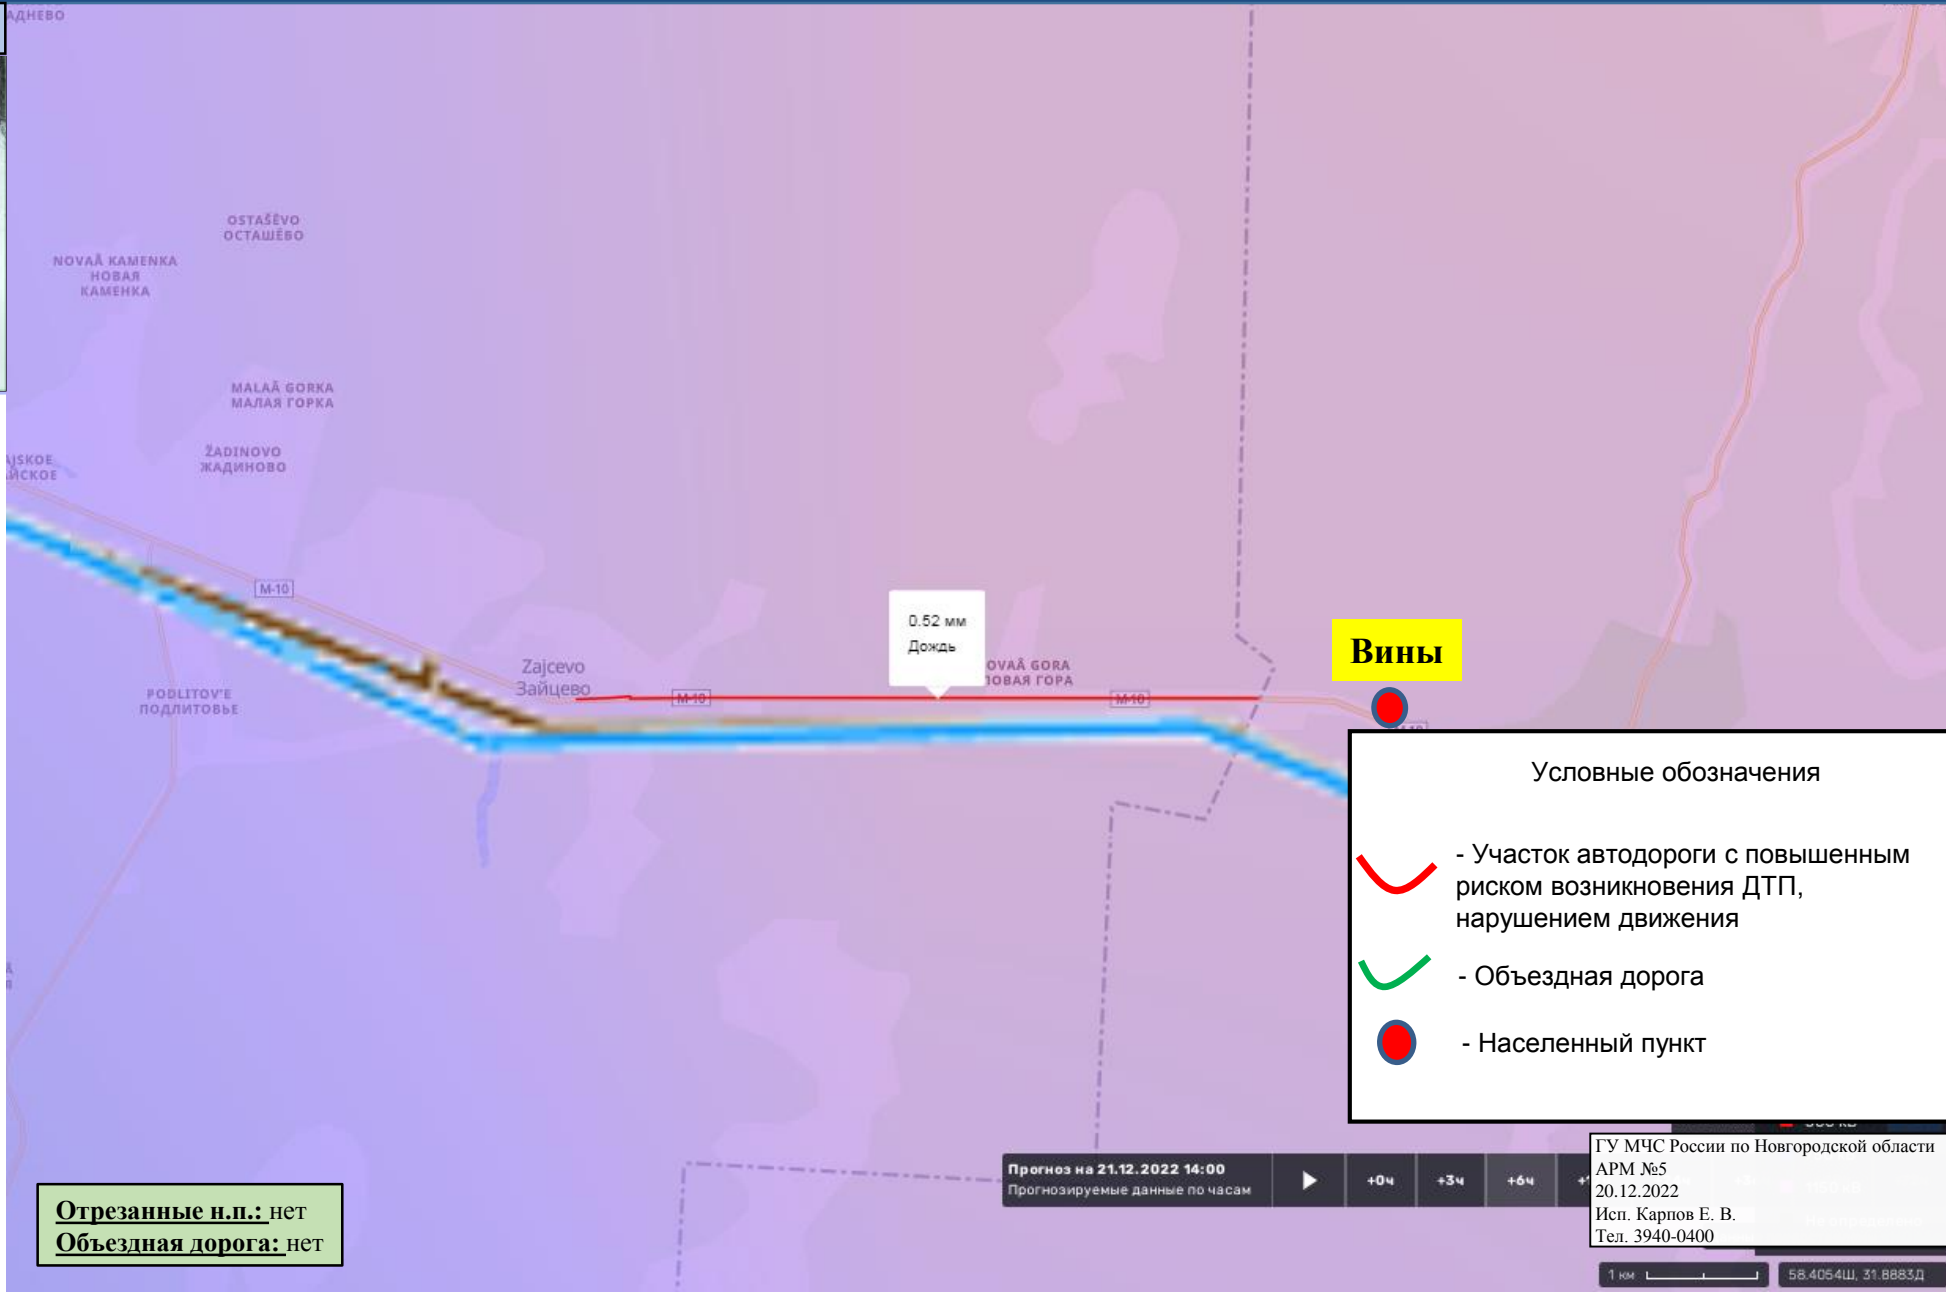 АДНЕВО
OSTAŠËVO
ОСТАШЁВО
NOVAÂ KAMENKA
НОВАЯ
КАМЕНКА
MALAÂ GORKA
МАЛАЯ ГОРКА
ŽADINOVO
ЖАДИНОВО
AJSKOE
АЙСКОЕ
M-10
Zajcevo
Зайцево
PODLITOV'E
ПОДЛИТОВЬЕ
0.52 мм
Дождь
OVAÂ GORA
ПОВАЯ ГОРА
M-10
M-10
Вины
M-10
Условные обозначения
- Участок автодороги с повышенным
риском возникновения ДТП,
нарушением движения
- Объездная дорога
- Населенный пункт
Отрезанные н.п.: нет
Объездная дорога: нет
Прогноз на 21.12.2022 14:00
Прогнозируемые данные по часам
+0ч +3ч +6ч
ГУ МЧС России по Новгородской области
АРМ №5
20.12.2022
Исп. Карпов Е. В.
Тел. 3940-0400
1 км
58.4054Ш, 31.8883Д